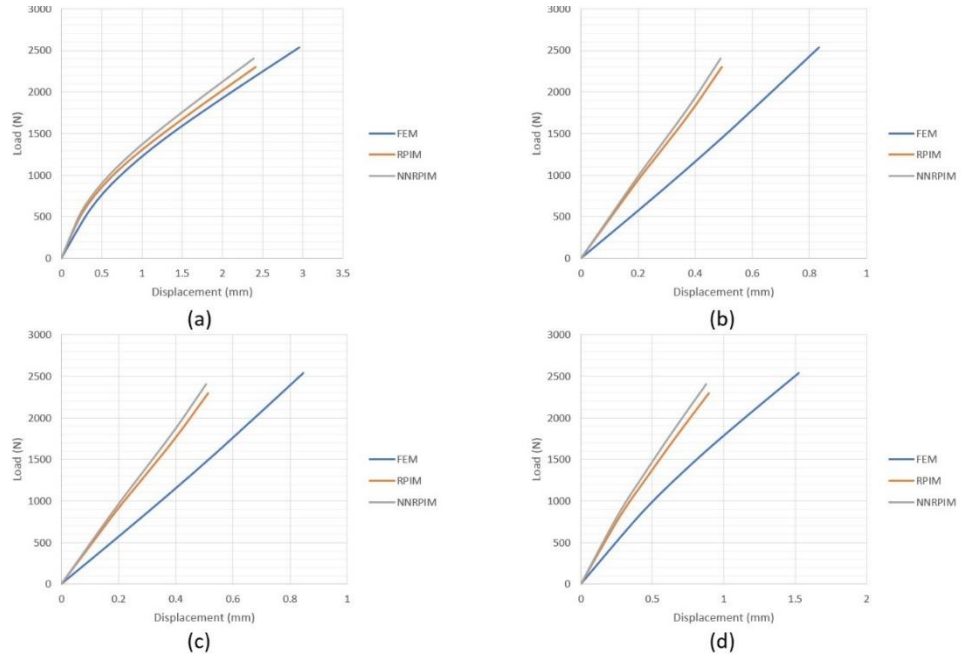 3000
2500
2000
1500
1000
500
0
Load (N)
0 0.5 1 1.5 2 2.5 3 3.5
Displacement (mm)
FEM
RPIM
NNRPIM
(a)
3000
2500
2000
1500
1000
500
0
Load (N)
0 0.2 0.4 0.6 0.8 1
Displacement (mm)
FEM
RPIM
NNRPIM
(b)
3000
2500
2000
1500
1000
500
0
Load (N)
0 0.2 0.4 0.6 0.8 1
Displacement (mm)
FEM
RPIM
NNRPIM
(c)
3000
2500
2000
1500
1000
500
0
Load (N)
0 0.5 1 1.5 2
Displacement (mm)
FEM
RPIM
NNRPIM
(d)